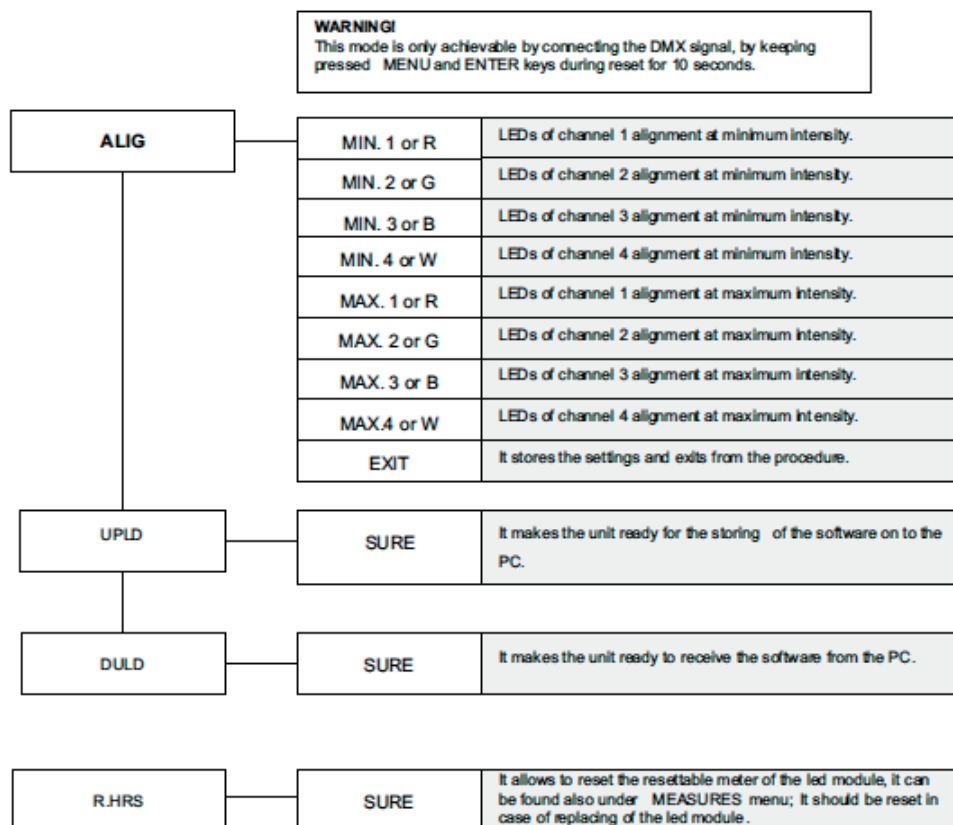 WARNING!
This mode is only achievable by connecting the DMX signal, by keeping
pressed MENU and ENTER keys during reset for 10 seconds.
ALIG
MIN. 1 or R
LEDs of channel 1 alignment at minimum intensity.
MIN. 2 or G
LEDs of channel 2 alignment at minimum intensity.
MIN. 3 or B
LEDs of channel 3 alignment at minimum intensity.
MIN. 4 or W
LEDs of channel 4 alignment at minimum intensity.
MAX. 1 or R
LEDs of channel 1 alignment at maximum intensity.
MAX. 2 or G
LEDs of channel 2 alignment at maximum intensity.
MAX. 3 or B
LEDs of channel 3 alignment at maximum intensity.
MAX.4 or W
LEDs of channel 4 alignment at maximum intensity.
EXIT
It stores the settings and exits from the procedure.
UPLD
SURE
It makes the unit ready for the storing of the software on to the
PC.
DULD
SURE
It makes the unit ready to receive the software from the PC.
R.HRS
SURE
It allows to reset the resettable meter of the led module, it can
be found also under MEASURES menu; It should be reset in
case of replacing of the led module.